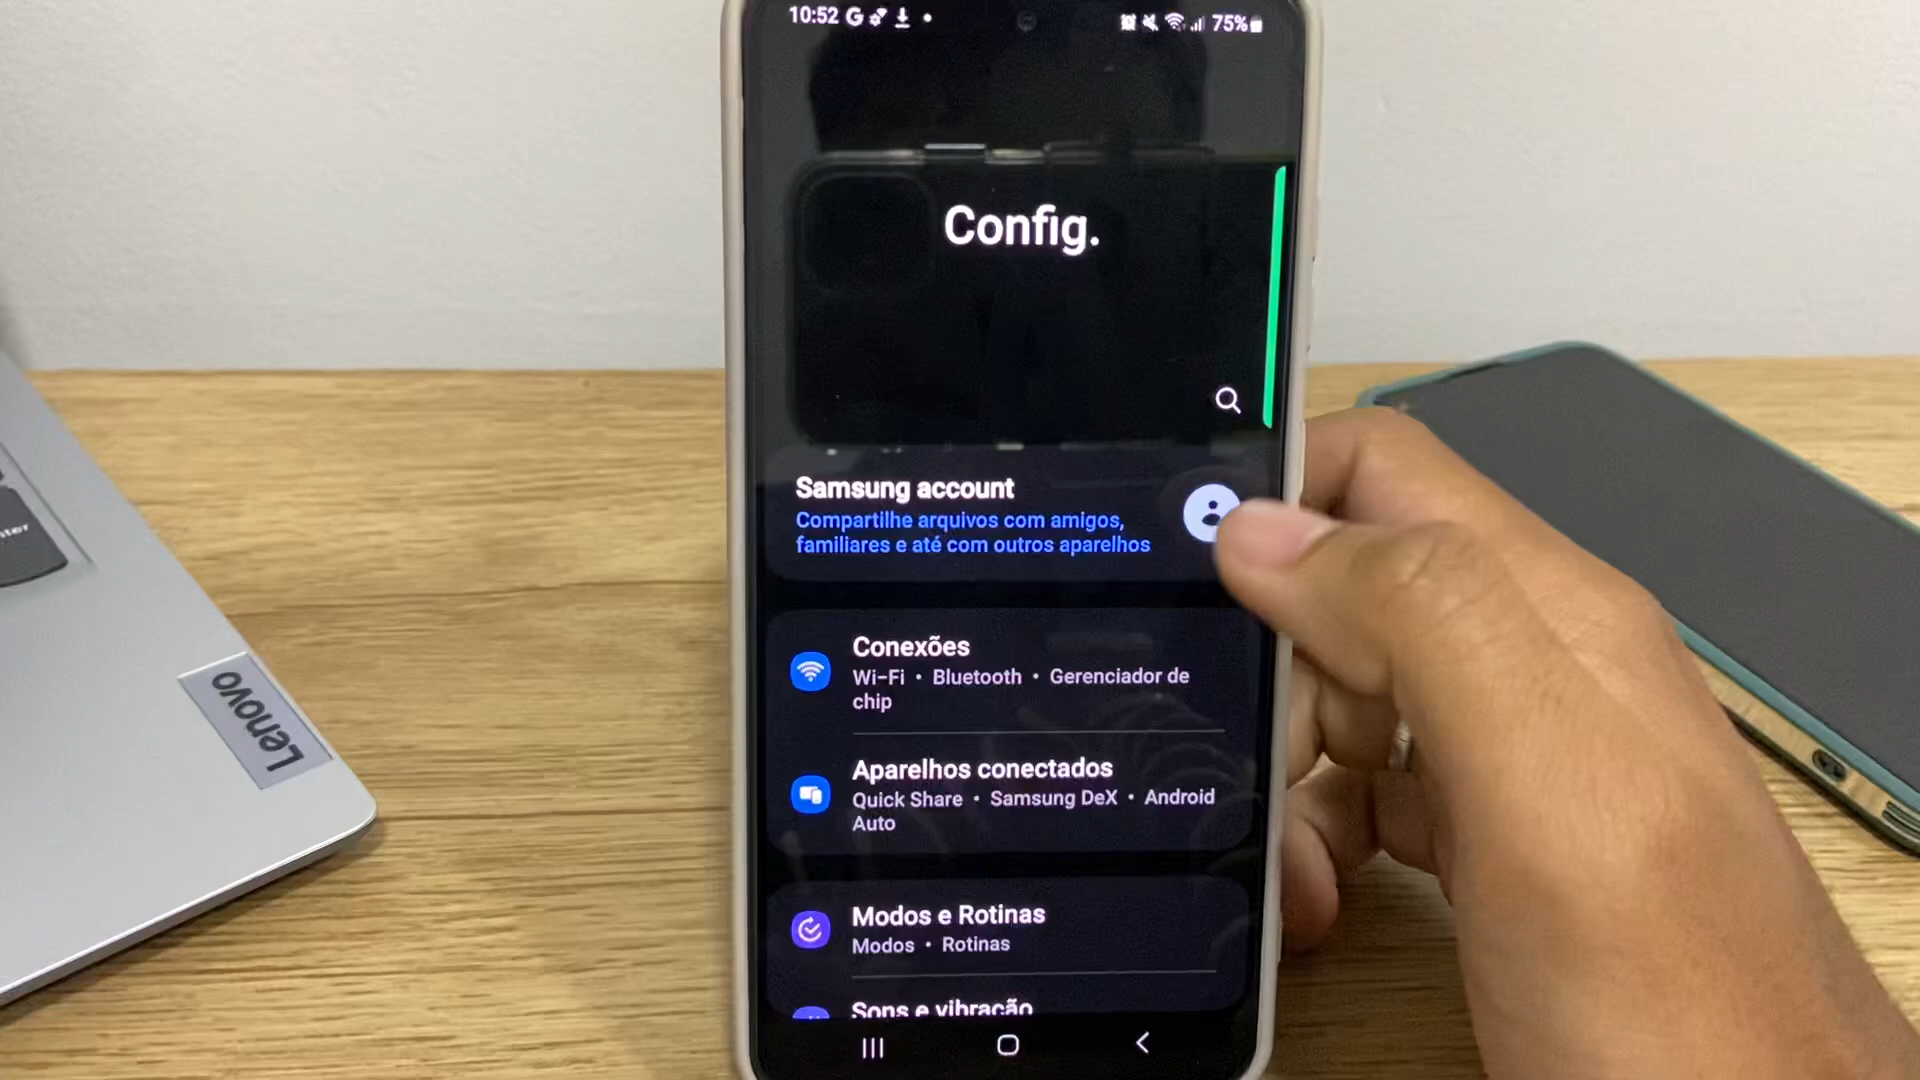 10:52 G
75%
Config.
Samsung account
Compartilhe arquivos com amigos,
familiares e até com outros aparelhos
Conexões
Wi-Fi • Bluetooth • Gerenciador de
chip
Aparelhos conectados
Quick Share • Samsung DeX • Android
Auto
Modos e Rotinas
Modos • Rotinas
Sons e vibração
Lenovo